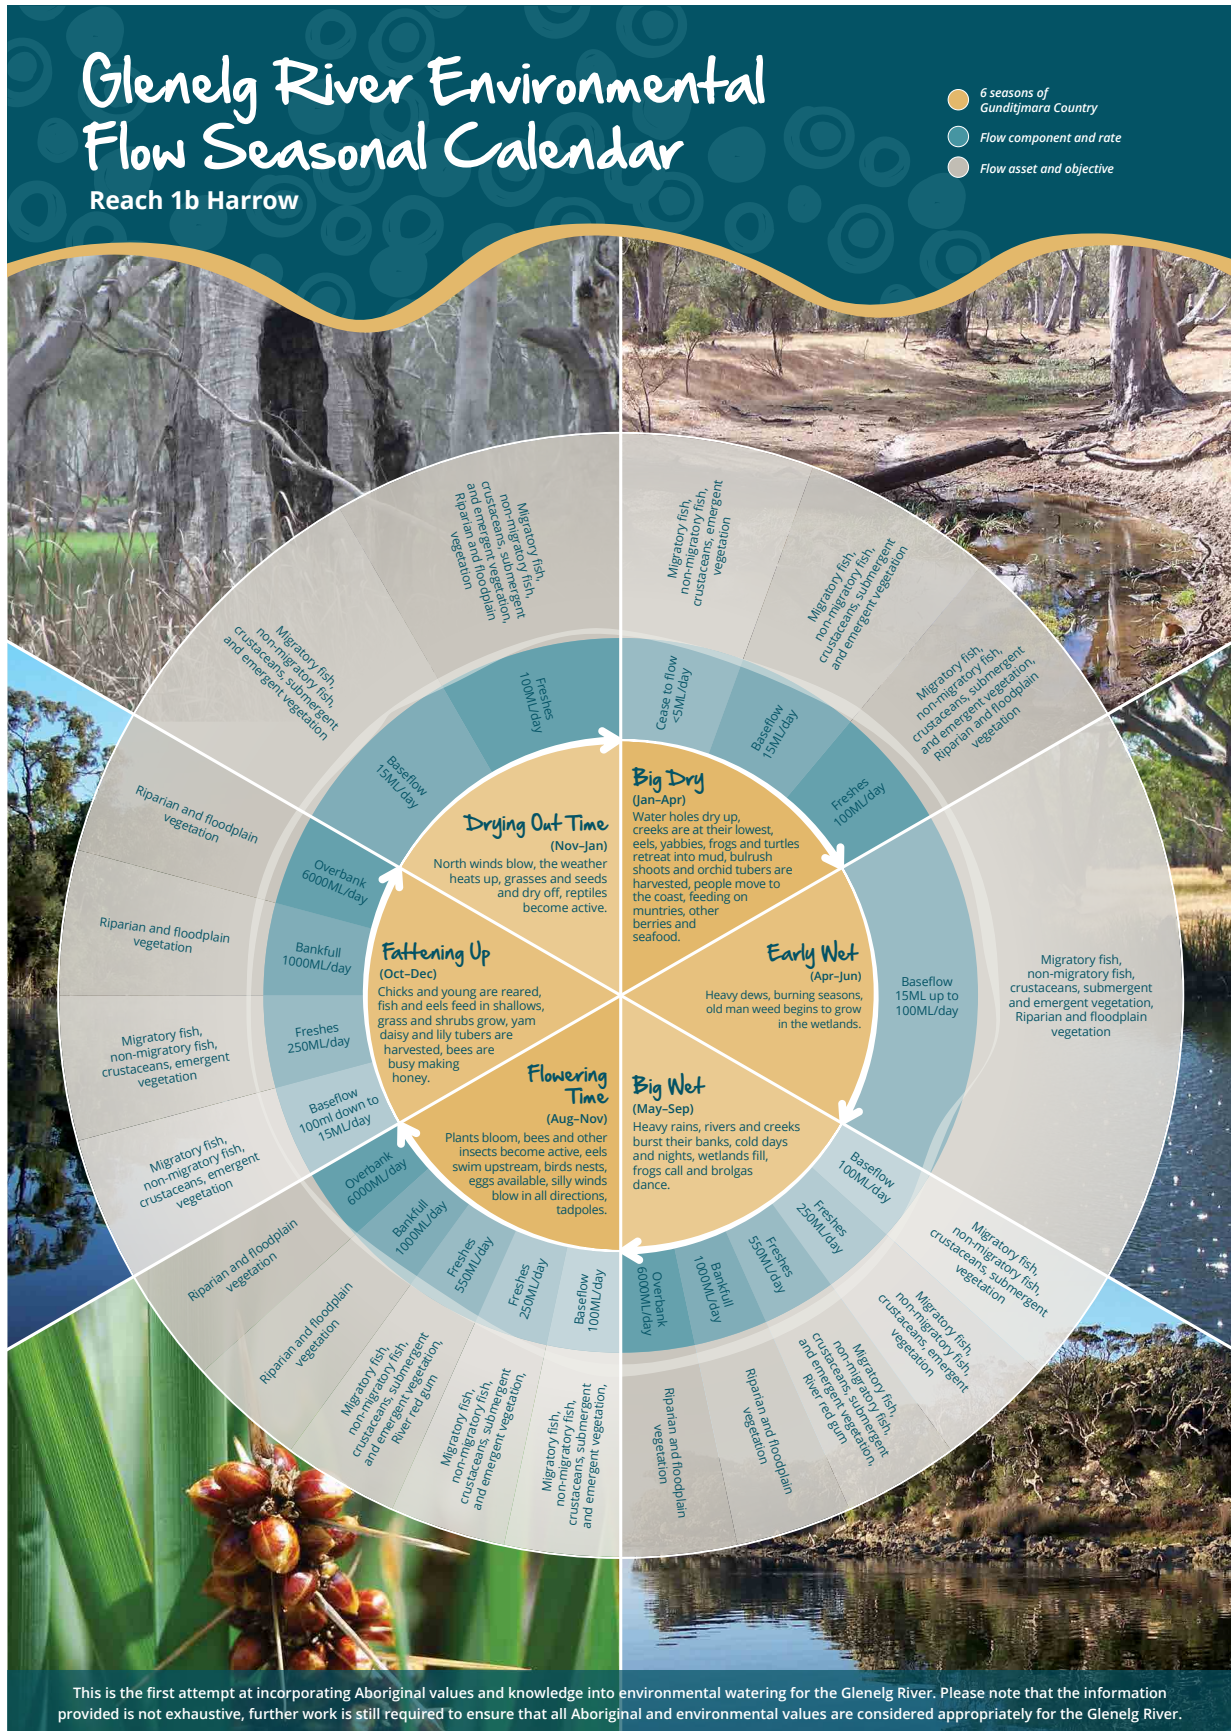 Glenelg River Environmental
Flow Seasonal Calendar
Reach 1b Harrow
6 seasons of
Gunditjmara Country
Flow component and rate
Flow asset and objective
Big Dry
(Jan–Apr)
Water holes dry up,
creeks are at their lowest,
eels, yabbies, frogs and turtles
retreat into mud, bulrush
shoots and orchid tubers are
harvested, people move to
the coast, feeding on
muntries, other
berries and
seafood.
Cease to flow
<5ML/day
Migratory fish,
non-migratory fish,
crustaceans, emergent
vegetation
Baseflow
15ML/day
Migratory fish,
non-migratory fish,
crustaceans, submergent
and emergent vegetation
Freshes
100ML/day
Migratory fish,
non-migratory fish,
crustaceans, submergent
and emergent vegetation,
Riparian and floodplain
vegetation
Early Wet
(Apr–Jun)
Heavy dews, burning seasons,
old man weed begins to grow
in the wetlands.
Baseflow
15ML up to
100ML/day
Migratory fish,
non-migratory fish,
crustaceans, submergent
and emergent vegetation,
Riparian and floodplain
vegetation
Big Wet
(May–Sep)
Heavy rains, rivers and creeks
burst their banks, cold days
and nights, wetlands fill,
frogs call and brolgas
dance.
Baseflow
100ML/day
Migratory fish,
non-migratory fish,
crustaceans, submergent
vegetation
Freshes
250ML/day
Migratory fish,
non-migratory fish,
crustaceans, emergent
vegetation
Freshes
550ML/day
Migratory fish,
non-migratory fish,
crustaceans, submergent
and emergent vegetation,
River red gum
Bankfull
1000ML/day
Riparian and floodplain
vegetation
Overbank
6000ML/day
Riparian and floodplain
vegetation
Flowering
Time
(Aug–Nov)
Plants bloom, bees and other
insects become active, eels
swim upstream, birds nests,
eggs available, silly winds
blow in all directions,
tadpoles.
Baseflow
100ML/day
Migratory fish,
non-migratory fish,
crustaceans, submergent
and emergent vegetation,
Freshes
250ML/day
Migratory fish,
non-migratory fish,
crustaceans, submergent
and emergent vegetation,
Freshes
550ML/day
Migratory fish,
non-migratory fish,
crustaceans, submergent
and emergent vegetation,
River red gum
Bankfull
1000ML/day
Riparian and floodplain
vegetation
Overbank
6000ML/day
Riparian and floodplain
vegetation
Fattening Up
(Oct–Dec)
Chicks and young are reared,
fish and eels feed in shallows,
grass and shrubs grow, yam
daisy and lily tubers are
harvested, bees are
busy making
honey.
Baseflow
100ml down to
15ML/day
Migratory fish,
non-migratory fish,
crustaceans, emergent
vegetation
Freshes
250ML/day
Migratory fish,
non-migratory fish,
crustaceans, emergent
vegetation
Bankfull
1000ML/day
Riparian and floodplain
vegetation
Overbank
6000ML/day
Riparian and floodplain
vegetation
Drying Out Time
(Nov–Jan)
North winds blow, the weather
heats up, grasses and seeds
and dry off, reptiles
become active.
Baseflow
15ML/day
Migratory fish,
non-migratory fish,
crustaceans, submergent
and emergent vegetation
Freshes
100ML/day
Migratory fish,
non-migratory fish,
crustaceans, submergent
and emergent vegetation,
Riparian and floodplain
vegetation
This is the first attempt at incorporating Aboriginal values and knowledge into environmental watering for the Glenelg River. Please note that the information
provided is not exhaustive, further work is still required to ensure that all Aboriginal and environmental values are considered appropriately for the Glenelg River.